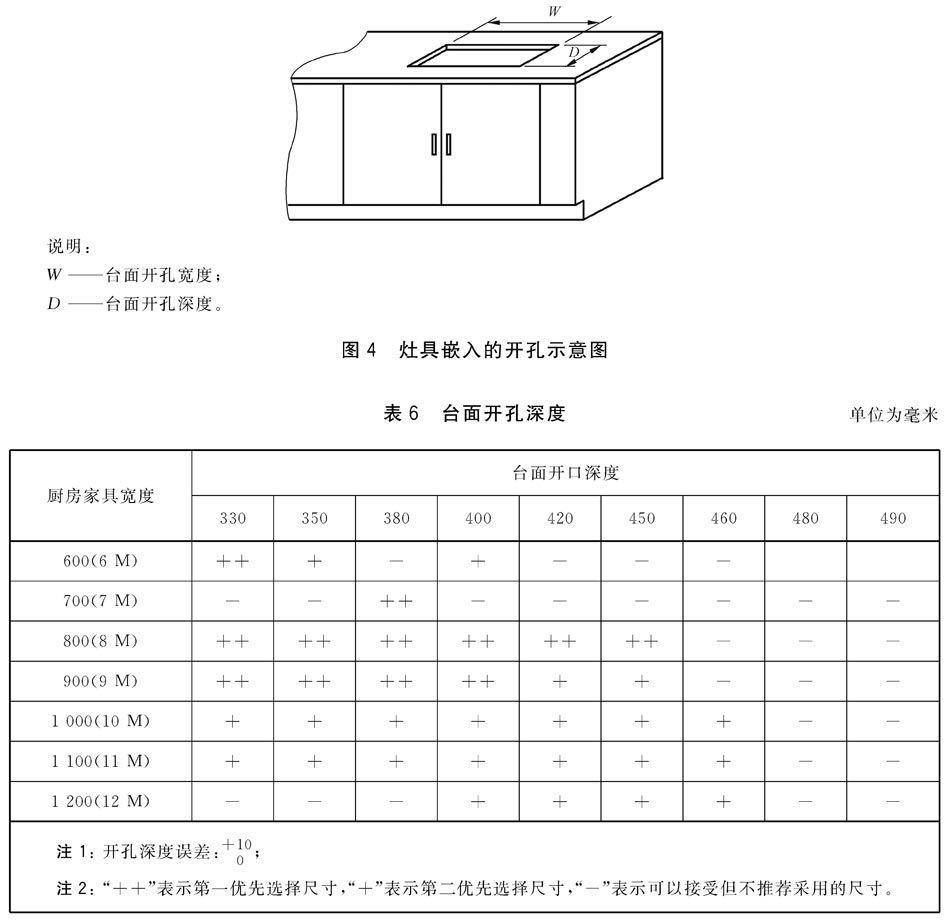 W
D
说明：
W ——台面开孔宽度；
D ——台面开孔深度。
图 4 灶具嵌入的开孔示意图
表 6 台面开孔深度 单位为毫米
厨房家具宽度 台面开口深度
330 350 380 400 420 450 460 480 490
600(6 M) ++ + − + − − −
700(7 M) − − ++ − − − − − −
800(8 M) ++ ++ ++ ++ ++ ++ − − −
900(9 M) ++ ++ ++ ++ + + − − −
1 000(10 M) + + + + + + + − −
1 100(11 M) + + + + + + + − −
1 200(12 M) − − − + + + + − −
注 1：开孔深度误差：+10 0；
注 2：“++”表示第一优先选择尺寸，“+”表示第二优先选择尺寸，“−”表示可以接受但不推荐采用的尺寸。